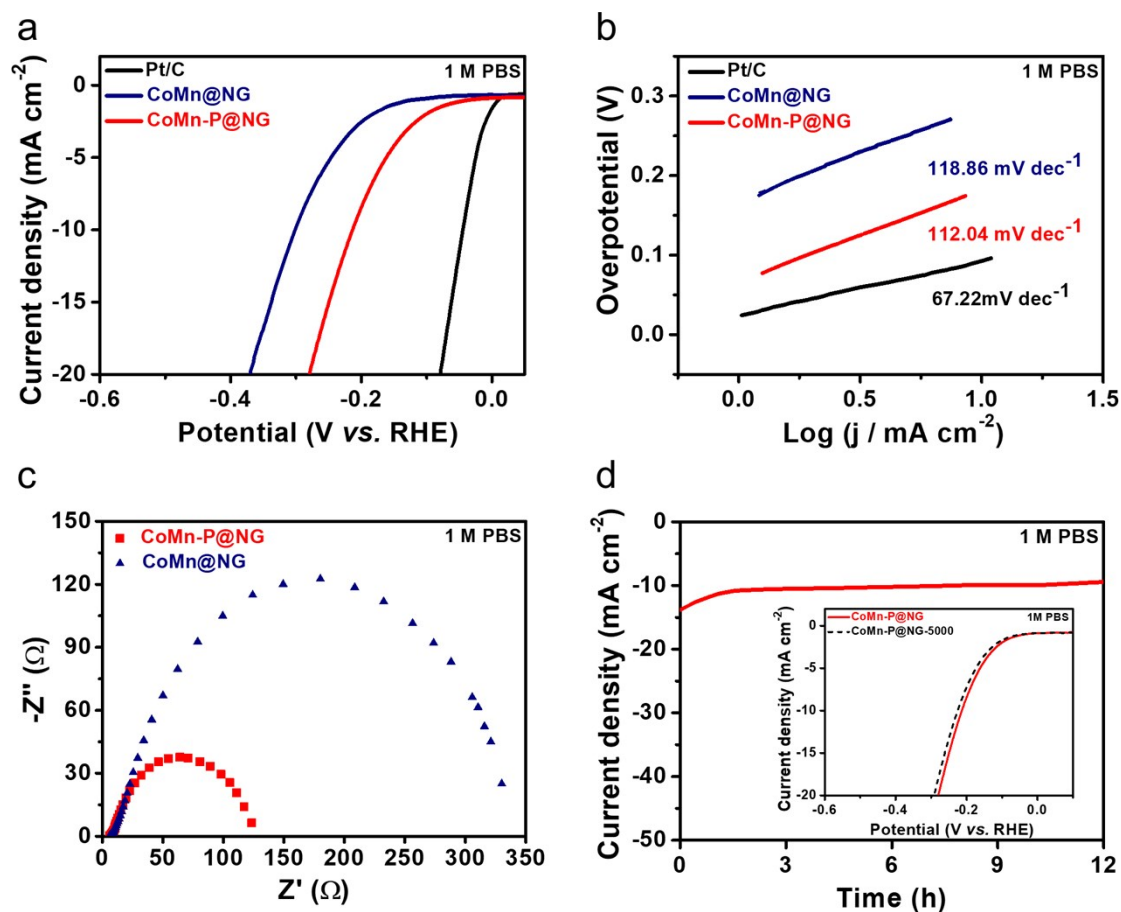 a
Pt/C
CoMn@NG
CoMn-P@NG
1 M PBS
0
-5
-10
-15
-20
-0.6
-0.4
-0.2
0.0
Current density (mA cm⁻²)
Potential (V vs. RHE)
b
Pt/C
CoMn@NG
CoMn-P@NG
1 M PBS
0.3
0.2
0.1
0.0
118.86 mV dec⁻¹
112.04 mV dec⁻¹
67.22mV dec⁻¹
0.0
0.5
1.0
1.5
Overpotential (V)
Log (j / mA cm⁻²)
c
CoMn-P@NG
CoMn@NG
1 M PBS
150
120
90
60
30
0
0
50
100
150
200
250
300
350
-Z'' (Ω)
Z' (Ω)
d
1 M PBS
0
-10
-20
-30
-40
-50
0
3
6
9
12
Current density (mA cm⁻²)
Time (h)
CoMn-P@NG
CoMn-P@NG-5000
1M PBS
0
-5
-10
-15
-20
-0.6
-0.4
-0.2
0.0
Current density (mA cm⁻²)
Potential (V vs. RHE)